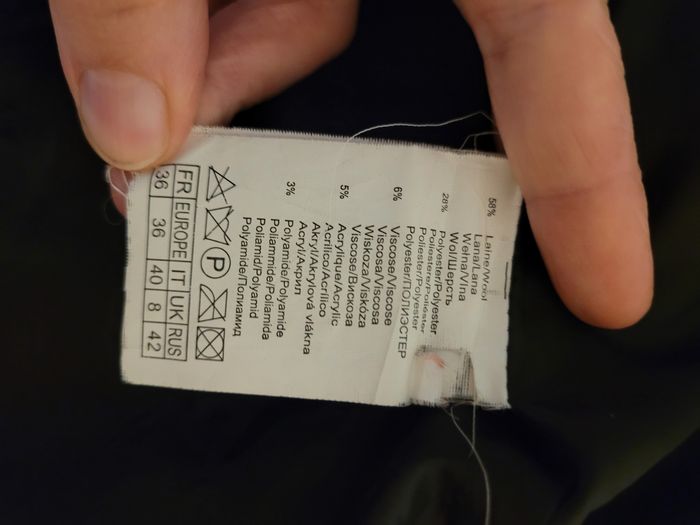 58% Laine/Wool
Lana/Lana
Wełna/Vlna
Wol/Шерсть
28% Polyester/Polyester
Poliestere/Poliester
Poliester/Polyester
Polyester/ПОЛИЭСТЕР
6% Viscose/Viscose
Viscosa/Viscosa
Wiskoza/Viskóza
Viscose/Вискоза
5% Acrylique/Acrylic
Acrilico/Acrílico
Akryl/Akrylová vlákna
Acryl/Акрил
3% Polyamide/Polyamide
Poliammide/Poliamida
Poliamid/Polyamid
Polyamide/Полиамид
P
FR EUROPE IT UK RUS
36 36 40 8 42